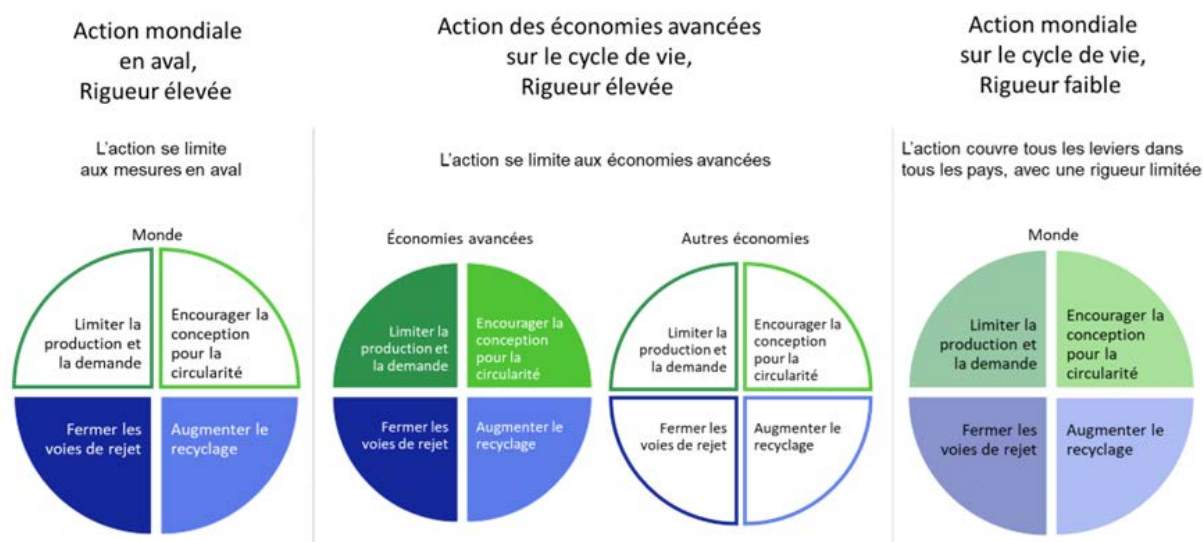 Action mondiale
en aval,
Rigueur élevée
L'action se limite
aux mesures en aval
Monde
Limiter la
production et
la demande
Encourager la
conception
pour la
circularité
Fermer les
voies de rejet
Augmenter le
recyclage
Action des économies avancées
sur le cycle de vie,
Rigueur élevée
L'action se limite aux économies avancées
Économies avancées
Limiter la
production et
la demande
Encourager la
conception
pour la
circularité
Fermer les
voies de rejet
Augmenter le
recyclage
Autres économies
Limiter la
production et
la demande
Encourager la
conception
pour la
circularité
Fermer les
voies de rejet
Augmenter le
recyclage
Action mondiale
sur le cycle de vie,
Rigueur faible
L'action couvre tous les leviers dans
tous les pays, avec une rigueur limitée
Monde
Limiter la
production et
la demande
Encourager la
conception
pour la
circularité
Fermer les
voies de rejet
Augmenter le
recyclage